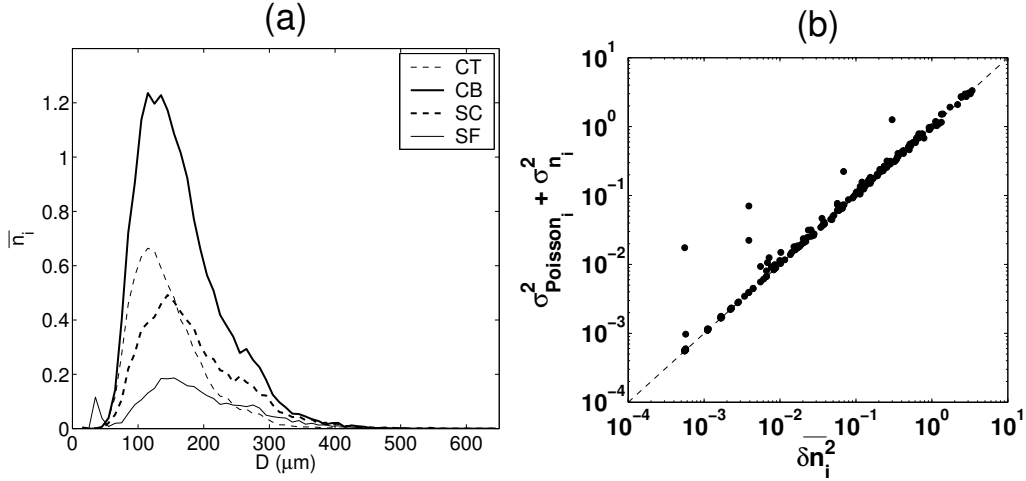 (a)
1.2
1
0.8
0.6
0.4
0.2
0
n̅ᵢ
CT
CB
SC
SF
0 100 200 300 400 500 600
D (μm)
(b)
10¹
10⁰
10⁻¹
10⁻²
10⁻³
10⁻⁴
σ²Poisson_i + σ²n_i
10⁻⁴ 10⁻³ 10⁻² 10⁻¹ 10⁰ 10¹
δn²ᵢ